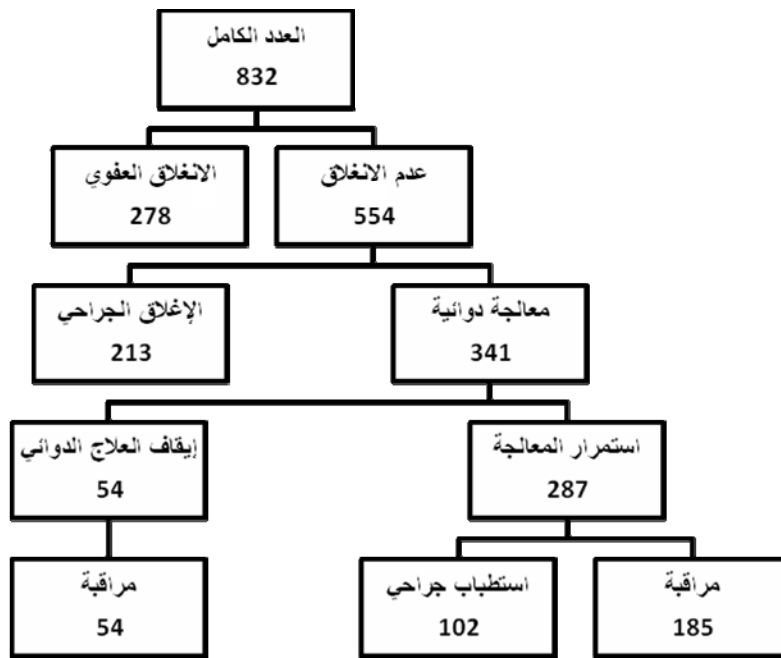 العدد الكامل
832
الانغلاق العفوي
278
عدم الانغلاق
554
الإغلاق الجراحي
213
معالجة دوائية
341
إيقاف العلاج الدوائي
54
استمرار المعالجة
287
مراقبة
54
استطباب جراحي
102
مراقبة
185